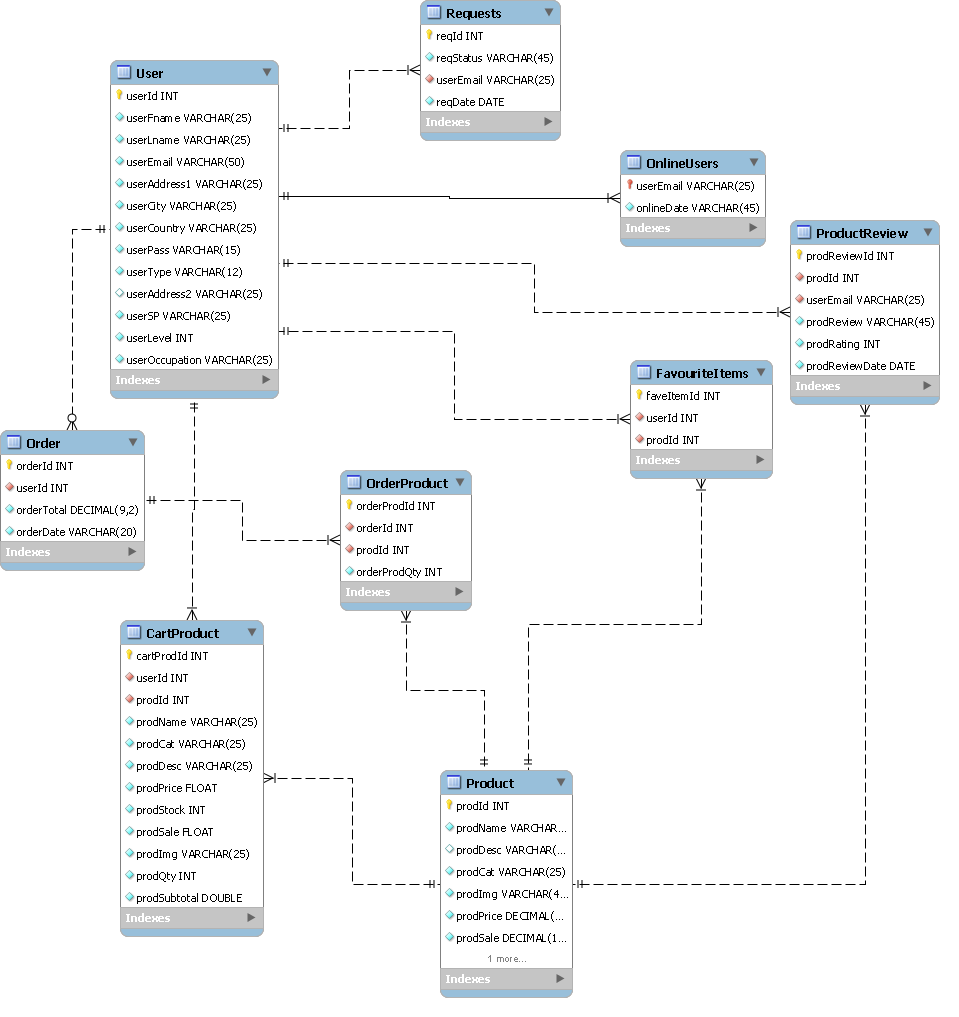 Requests
reqId INT
reqStatus VARCHAR(45)
userEmail VARCHAR(25)
reqDate DATE
Indexes
User
userId INT
userFname VARCHAR(25)
userLname VARCHAR(25)
userEmail VARCHAR(50)
userAddress1 VARCHAR(25)
userCity VARCHAR(25)
userCountry VARCHAR(25)
userPass VARCHAR(15)
userType VARCHAR(12)
userAddress2 VARCHAR(25)
userSP VARCHAR(25)
userLevel INT
userOccupation VARCHAR(25)
Indexes
OnlineUsers
userEmail VARCHAR(25)
onlineDate VARCHAR(45)
Indexes
ProductReview
prodReviewId INT
prodId INT
userEmail VARCHAR(25)
prodReview VARCHAR(45)
prodRating INT
prodReviewDate DATE
Indexes
FavouriteItems
faveItemId INT
userId INT
prodId INT
Indexes
Order
orderId INT
userId INT
orderTotal DECIMAL(9,2)
orderDate VARCHAR(20)
Indexes
OrderProduct
orderProdId INT
orderId INT
prodId INT
orderProdQty INT
Indexes
CartProduct
cartProdId INT
userId INT
prodId INT
prodName VARCHAR(25)
prodCat VARCHAR(25)
prodDesc VARCHAR(25)
prodPrice FLOAT
prodStock INT
prodSale FLOAT
prodImg VARCHAR(25)
prodQty INT
prodSubtotal DOUBLE
Indexes
Product
prodId INT
prodName VARCHAR...
prodDesc VARCHAR(...
prodCat VARCHAR(25)
prodImg VARCHAR(4...
prodPrice DECIMAL(...
prodSale DECIMAL(1...
1 more...
Indexes